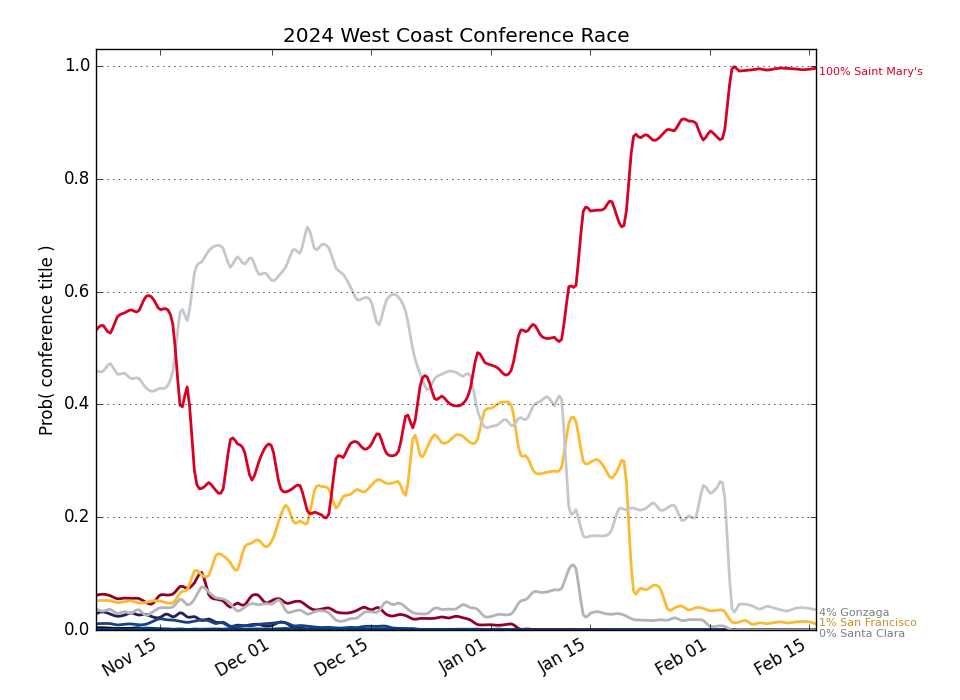 2024 West Coast Conference Race
Prob( conference title )
1.0
0.8
0.6
0.4
0.2
0.0
100% Saint Mary's
4% Gonzaga
1% San Francisco
0% Santa Clara
Nov 15
Dec 01
Dec 15
Jan 01
Jan 15
Feb 01
Feb 15